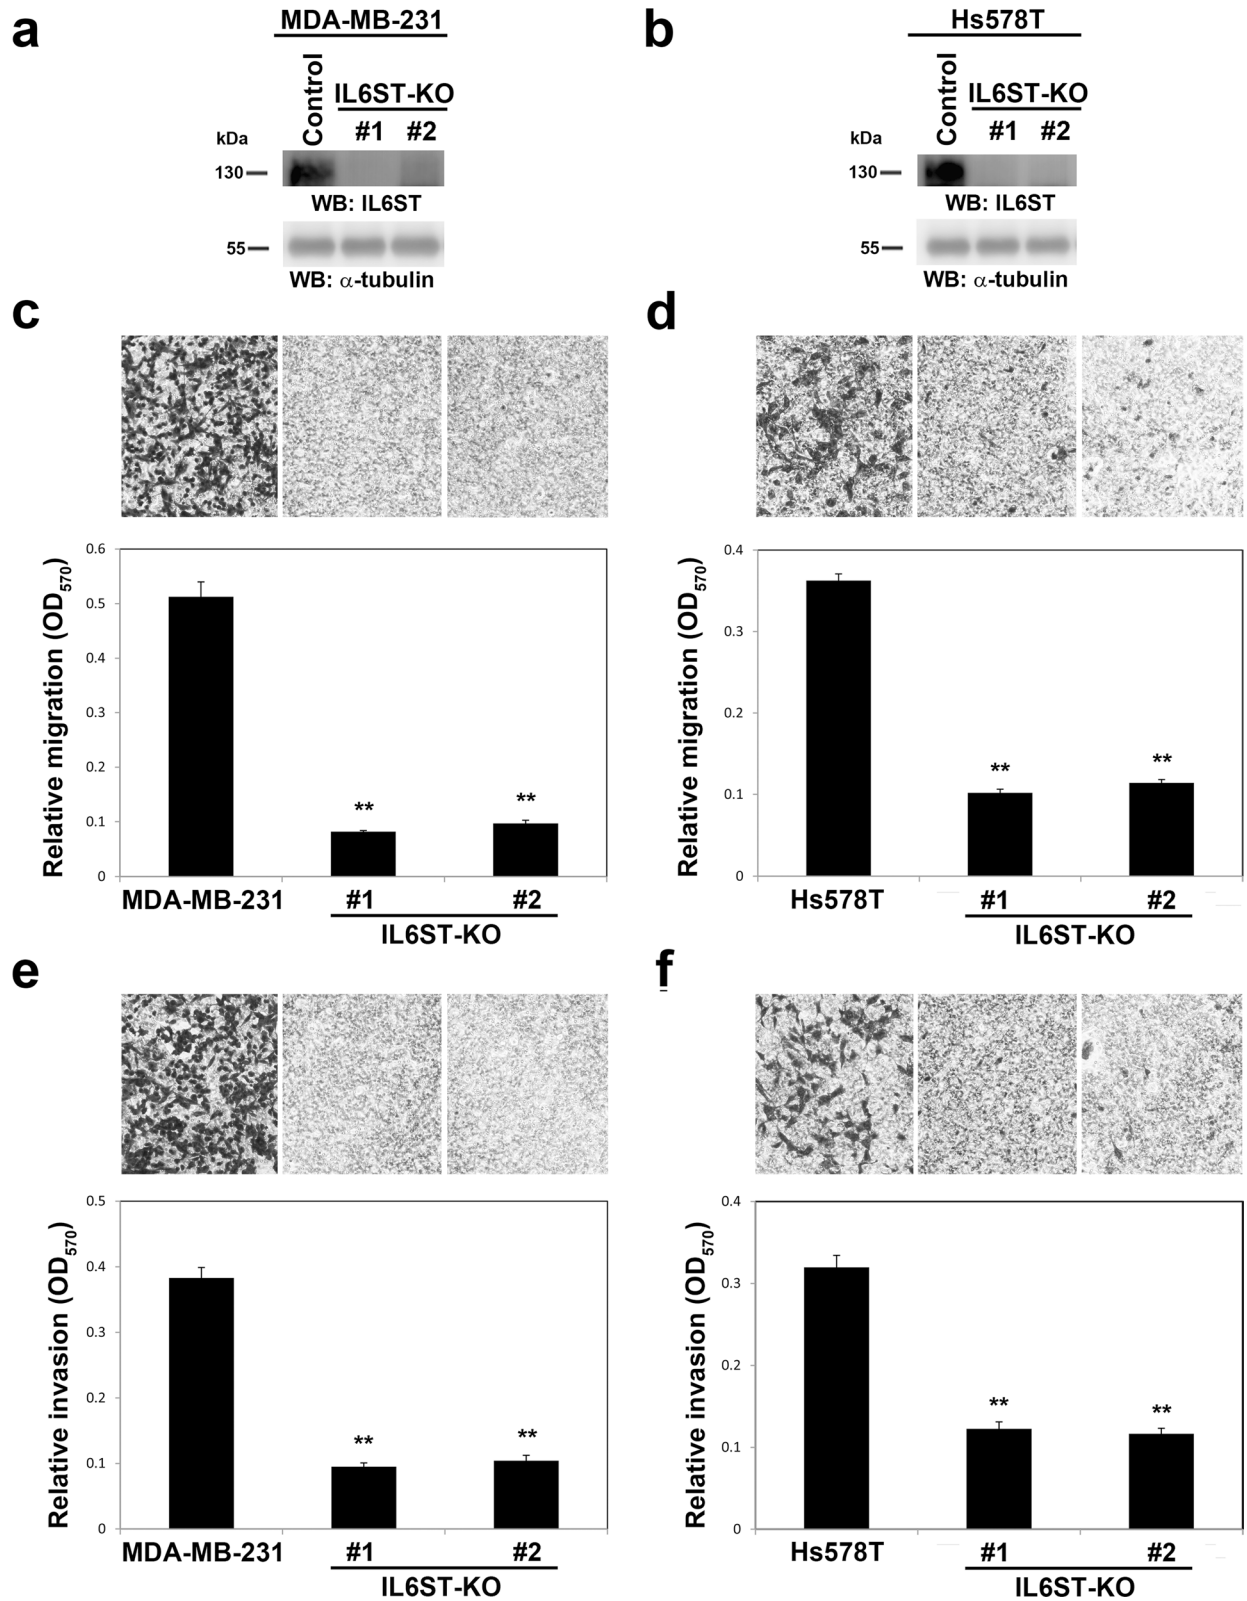 a
MDA-MB-231
Control
IL6ST-KO
#1 #2
kDa
130
WB: IL6ST
55
WB: α-tubulin
b
Hs578T
Control
IL6ST-KO
#1 #2
kDa
130
WB: IL6ST
55
WB: α-tubulin
c
Relative migration (OD570)
0.6
0.5
0.4
0.3
0.2
0.1
0
** **
MDA-MB-231 #1 #2
IL6ST-KO
d
Relative migration (OD570)
0.4
0.3
0.2
0.1
0
** **
Hs578T #1 #2
IL6ST-KO
e
Relative invasion (OD570)
0.5
0.4
0.3
0.2
0.1
0
** **
MDA-MB-231 #1 #2
IL6ST-KO
f
Relative invasion (OD570)
0.4
0.3
0.2
0.1
0
** **
Hs578T #1 #2
IL6ST-KO